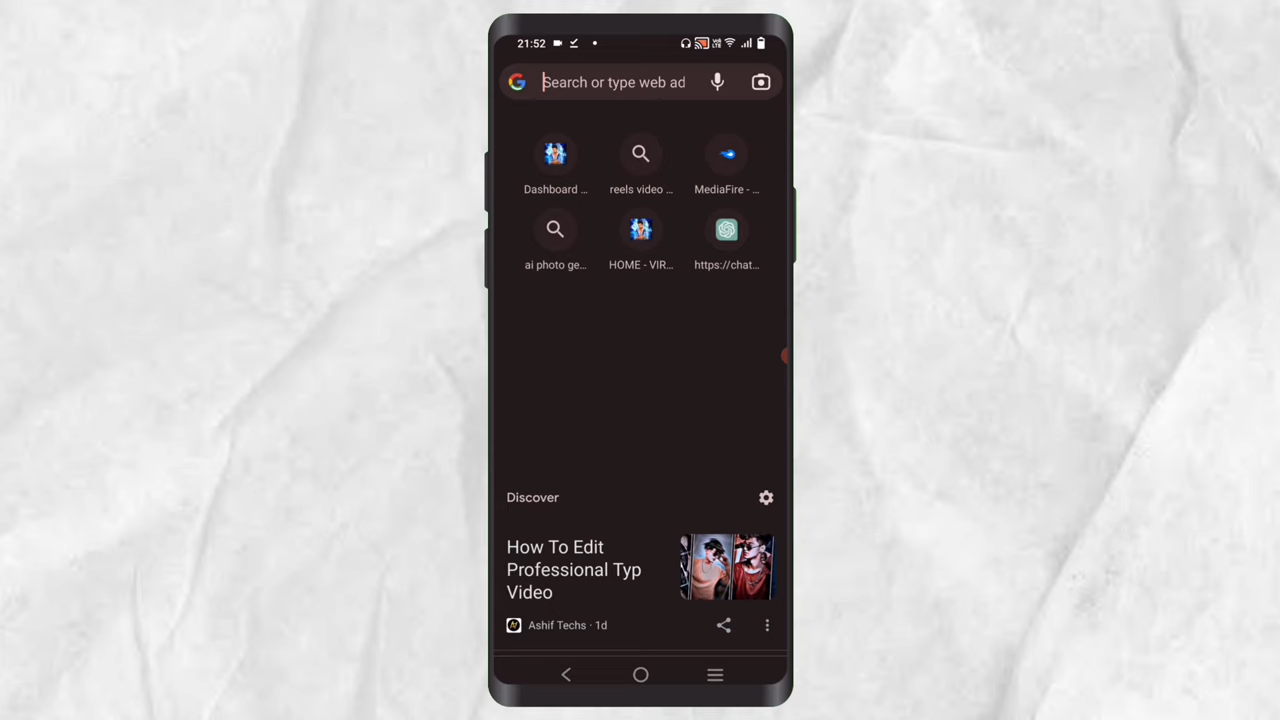 21:52
Search or type web ad
Dashboard ...
reels video ...
MediaFire - ...
ai photo ge...
HOME - VIR...
https://chat...
Discover
How To Edit
Professional Typ
Video
Ashif Techs · 1d